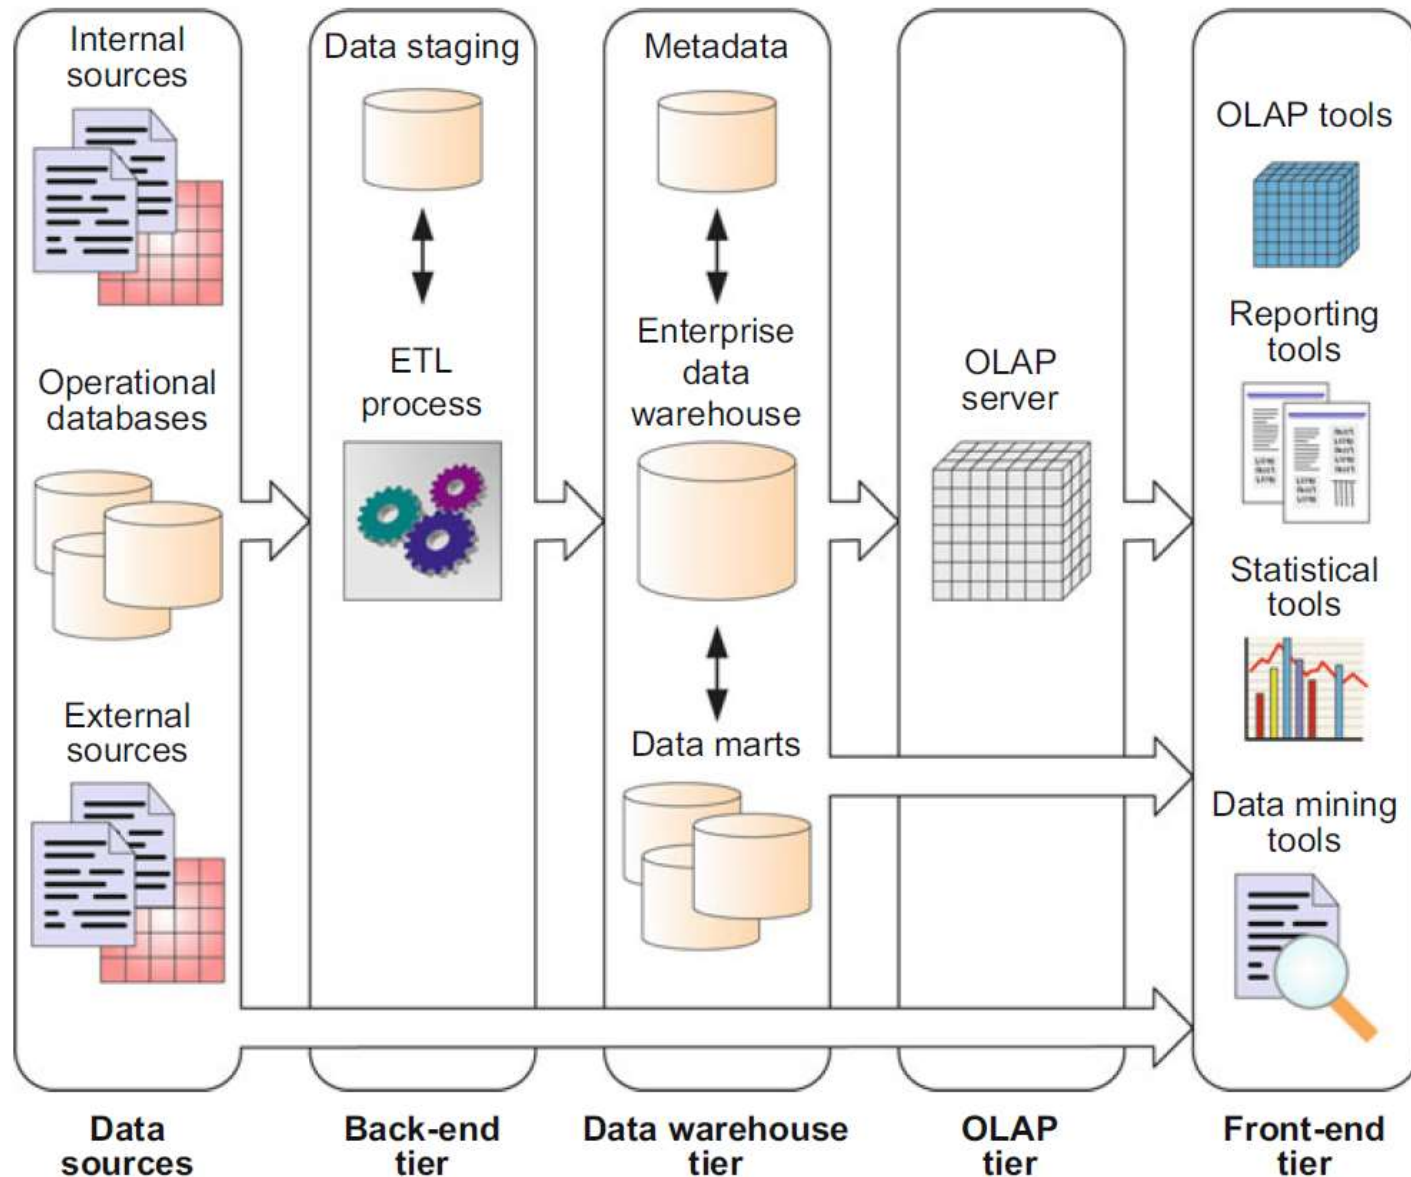 Internal
sources
Operational
databases
External
sources
Data staging
ETL
process
Metadata
Enterprise
data
warehouse
Data marts
OLAP
server
OLAP tools
Reporting
tools
Statistical
tools
Data mining
tools
Data
sources
Back-end
tier
Data warehouse
tier
OLAP
tier
Front-end
tier